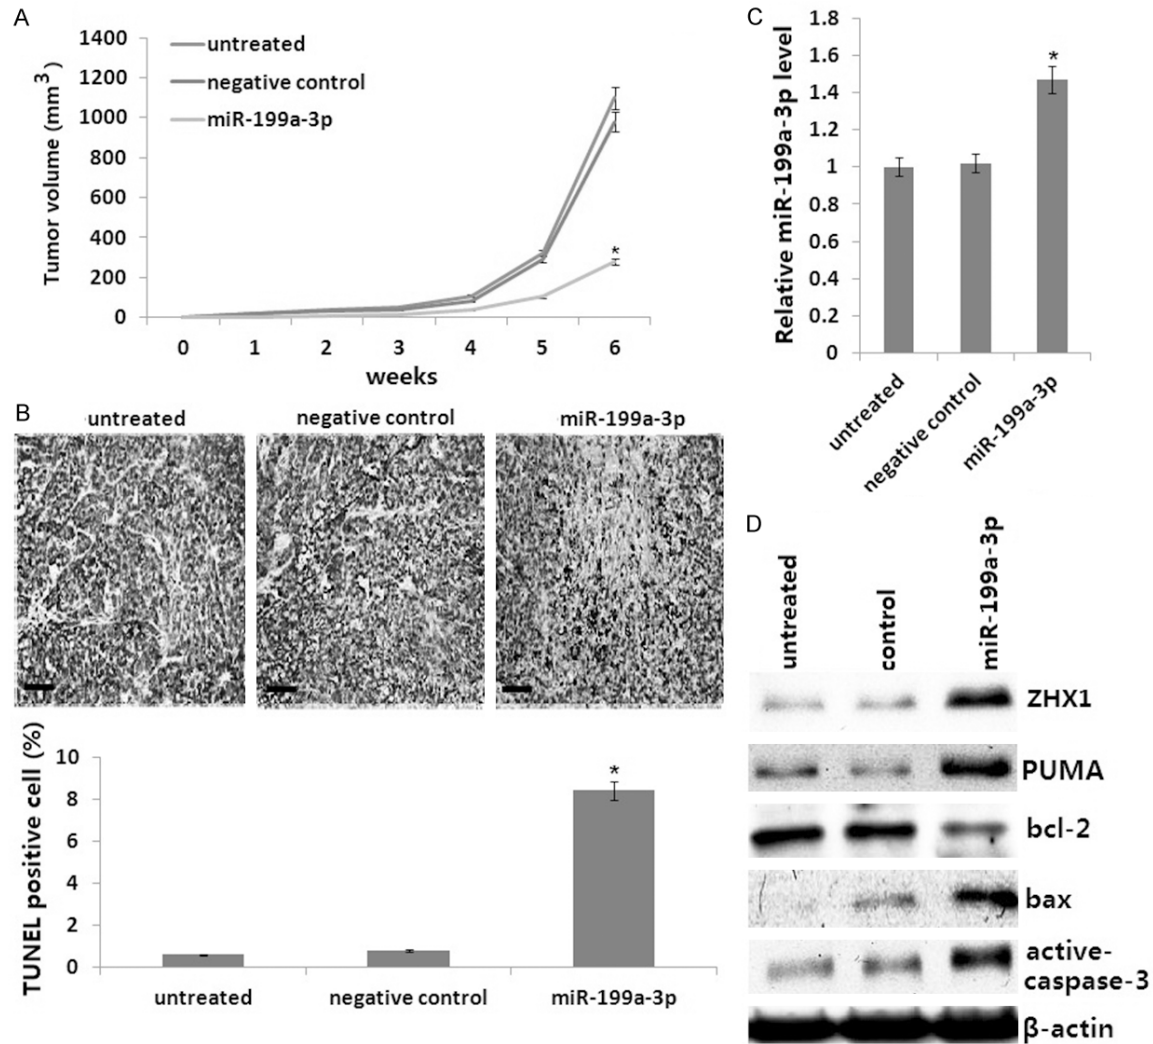 A
1400
1200
1000
800
600
400
200
0
Tumor volume (mm³)
untreated
negative control
miR-199a-3p
*
0 1 2 3 4 5 6
weeks
B
untreated negative control miR-199a-3p
TUNEL positive cell (%)
10
8
6
4
2
0
*
untreated negative control miR-199a-3p
C
Relative miR-199a-3p level
1.8
1.6
1.4
1.2
1
0.8
0.6
0.4
0.2
0
*
untreated
negative control
miR-199a-3p
D
untreated
control
miR-199a-3p
ZHX1
PUMA
bcl-2
bax
active-
caspase-3
β-actin